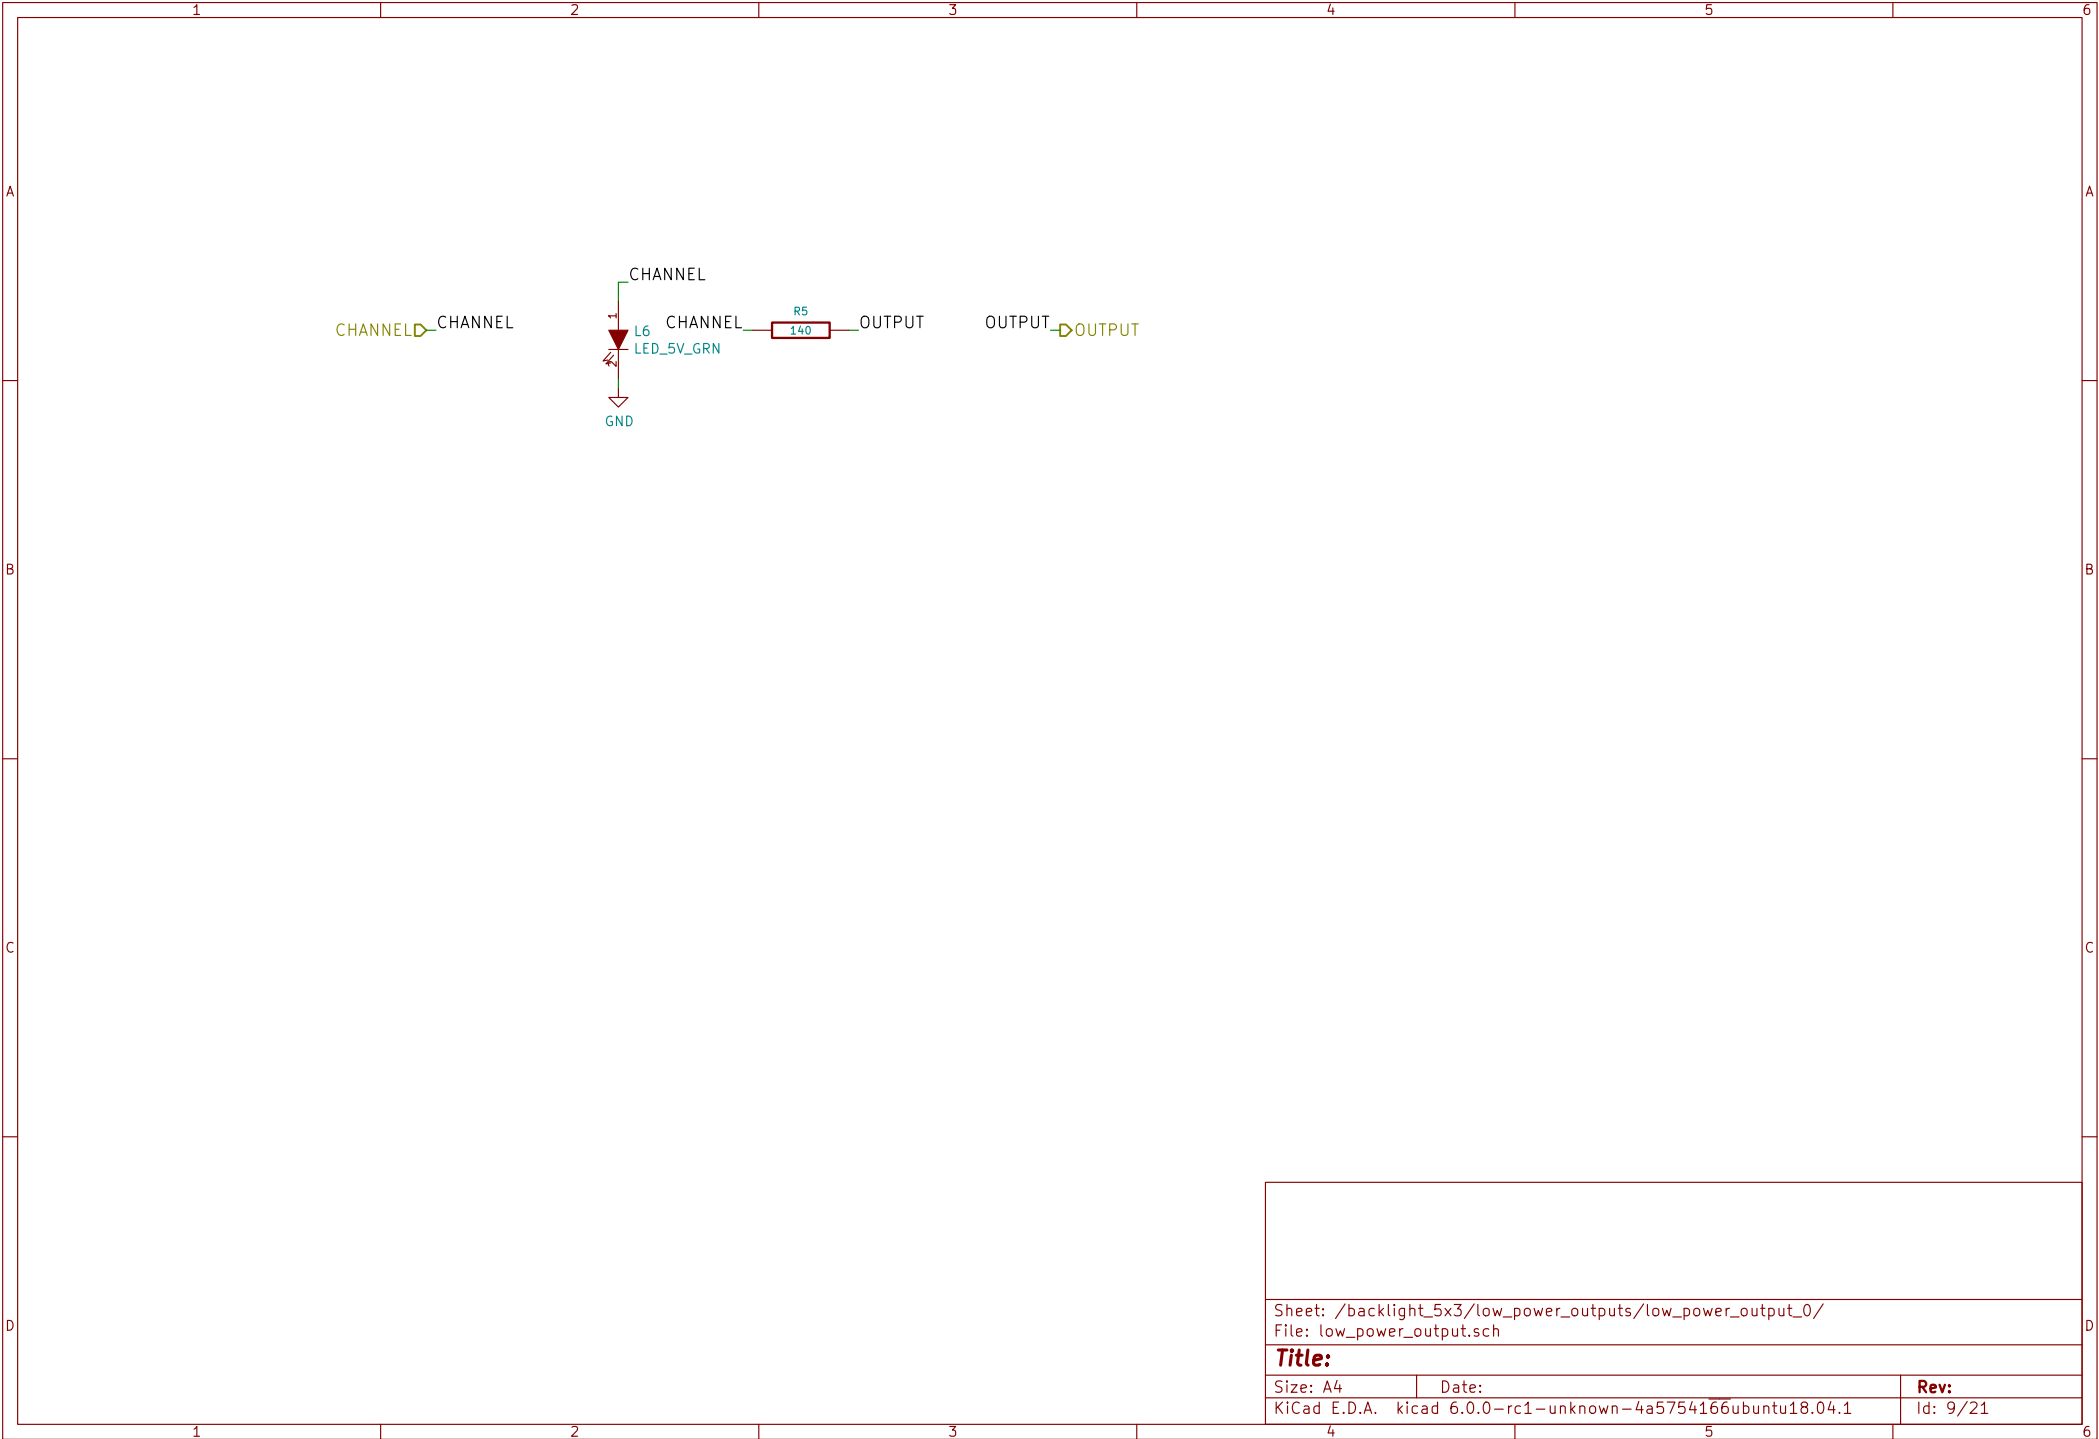 1 2 3 4 5 6
A A
CHANNEL
R5
CHANNEL CHANNEL 1 L6 CHANNEL 140 OUTPUT OUTPUT OUTPUT
2 LED_5V_GRN
GND
B B
C C
Sheet: /backlight_5x3/low_power_outputs/low_power_output_0/
File: low_power_output.sch
D D
Title:
Size: A4 Date: Rev:
KiCad E.D.A. kicad 6.0.0-rc1-unknown-4a5754166ubuntu18.04.1 Id: 9/21
1 2 3 4 5 6